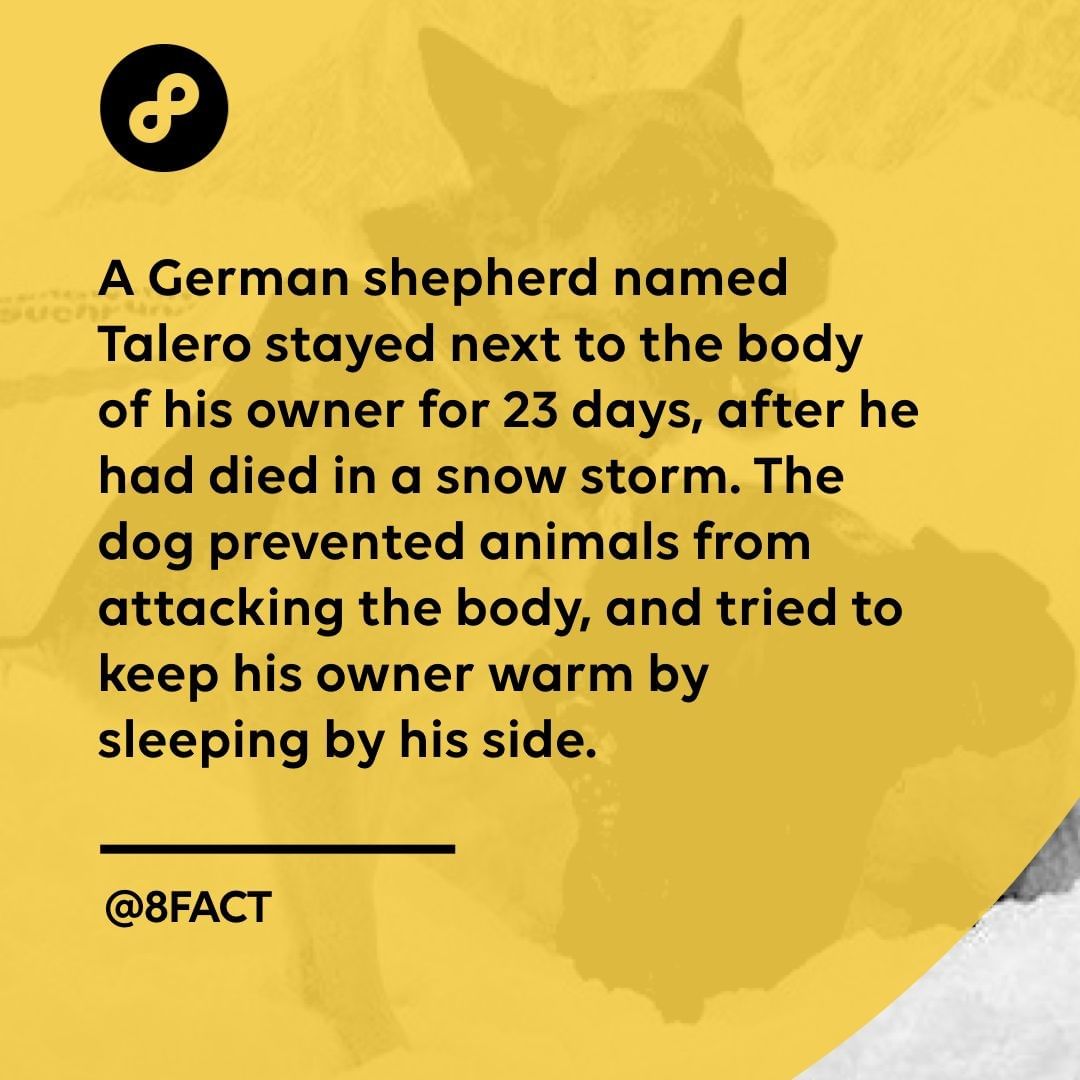 A German shepherd named
Talero stayed next to the body
of his owner for 23 days, after he
had died in a snow storm. The
dog prevented animals from
attacking the body, and tried to
keep his owner warm by
sleeping by his side.
@8FACT